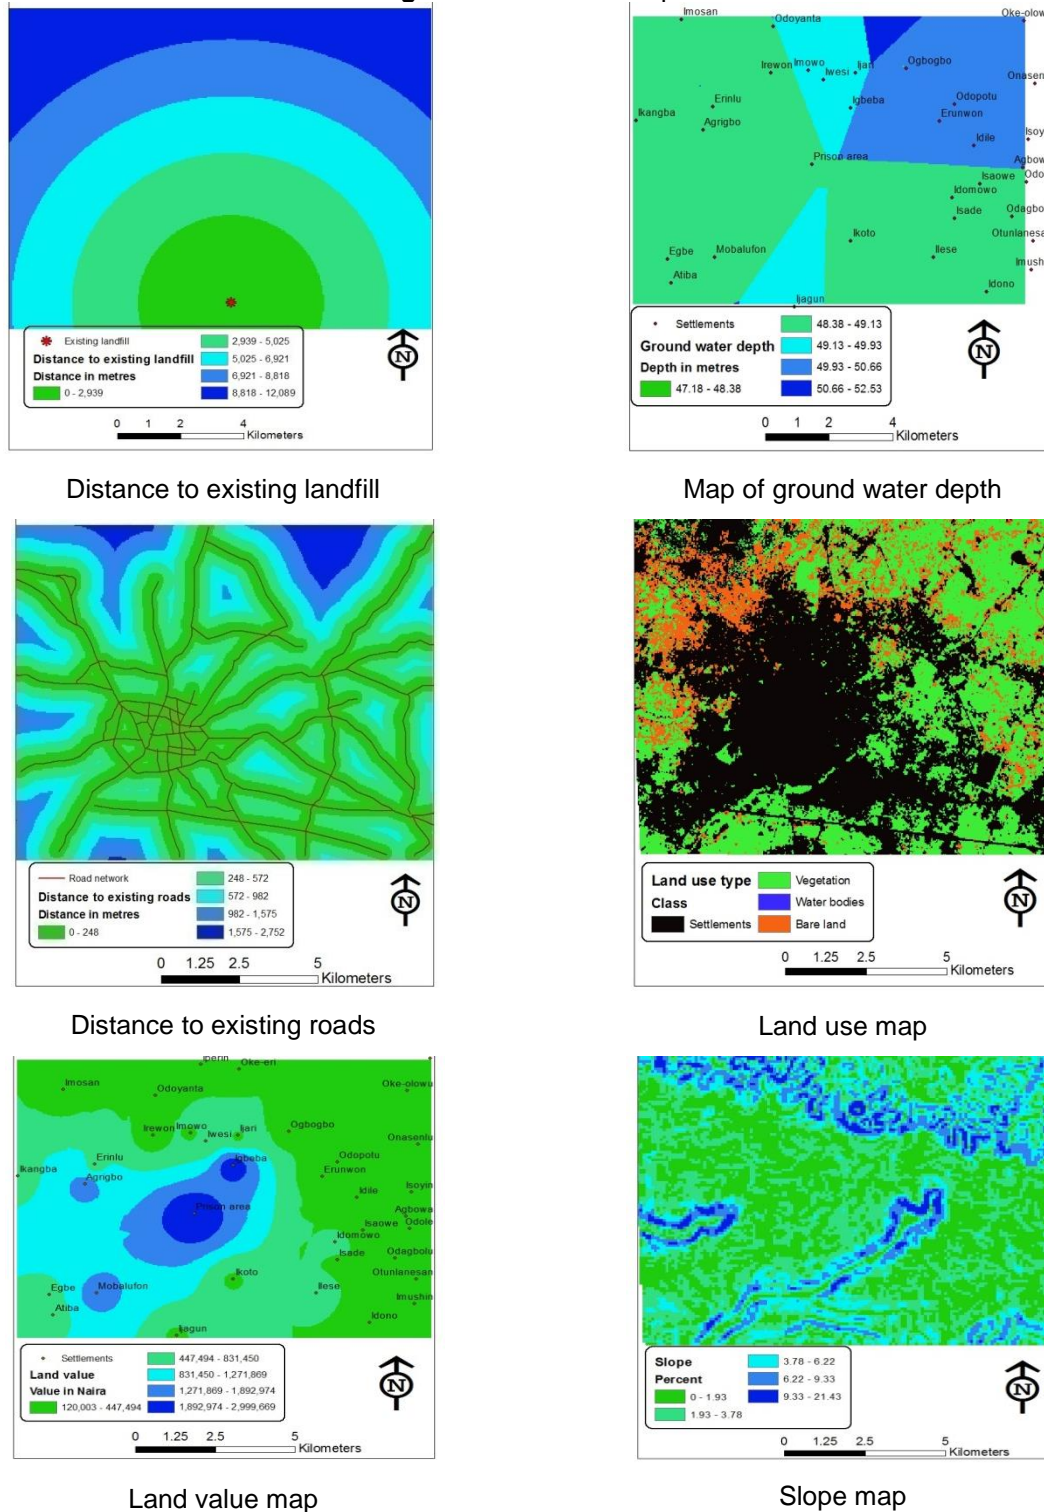 Existing landfill
Distance to existing landfill
Distance in metres
0 - 2,939
2,939 - 5,025
5,025 - 6,921
6,921 - 8,818
8,818 - 12,089
N
0 1 2 4
Kilometers
Distance to existing landfill
Imosan
Odoyanta
Oke-olow
Irewon
Imowo
Iwesi
Ijari
Ogbogbo
Onasen
Ikangba
Erinlu
Agrigbo
Igbeba
Odopotu
Erunwon
Idile
Isoy
Prison area
Agbow
Isaowe
Odo
Idomowo
Isade
Odagbo
Otunlanesa
Ikoto
Ilese
Imush
Egbe
Mobalufon
Atiba
Idono
Ijagun
Settlements
Ground water depth
Depth in metres
47.18 - 48.38
48.38 - 49.13
49.13 - 49.93
49.93 - 50.66
50.66 - 52.53
N
0 1 2 4
Kilometers
Map of ground water depth
Road network
Distance to existing roads
Distance in metres
0 - 248
248 - 572
572 - 982
982 - 1,575
1,575 - 2,752
N
0 1.25 2.5 5
Kilometers
Distance to existing roads
Land use type
Class
Settlements
Vegetation
Water bodies
Bare land
N
0 1.25 2.5 5
Kilometers
Land use map
Iperin
Oke-eri
Imosan
Odoyanta
Oke-olowu
Irewon
Imowo
Iwesi
Ijari
Ogbogbo
Onasenlu
Erinlu
Ikangba
Agrigbo
Igbeba
Odopotu
Erunwon
Idile
Isoyin
Prison area
Agbowa
Isaowe
Odole
Idomowo
Isade
Odagbolu
Otunlanesan
Ikoto
Egbe
Mobalufon
Ilese
Imushin
Atiba
Idono
Ijagun
Settlements
Land value
Value in Naira
120,003 - 447,494
447,494 - 831,450
831,450 - 1,271,869
1,271,869 - 1,892,974
1,892,974 - 2,999,669
N
0 1.25 2.5 5
Kilometers
Land value map
Slope
Percent
0 - 1.93
1.93 - 3.78
3.78 - 6.22
6.22 - 9.33
9.33 - 21.43
N
0 1.25 2.5 5
Kilometers
Slope map